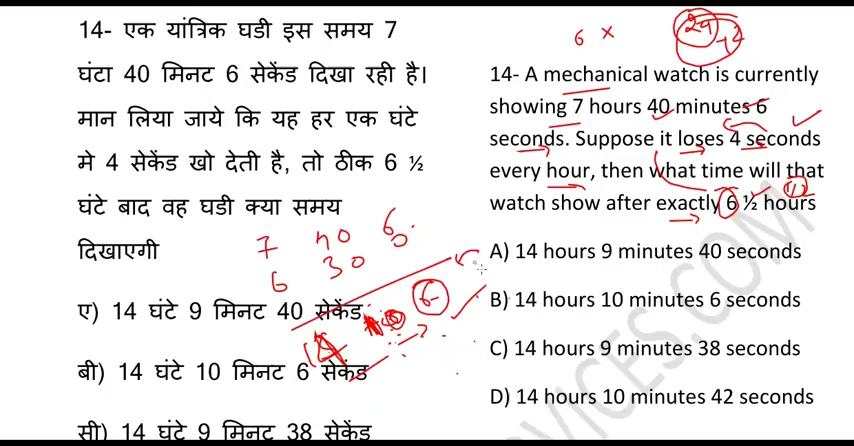 14- एक यांत्रिक घडी इस समय 7
घंटा 40 मिनट 6 सेकेंड दिखा रही है।
मान लिया जाये कि यह हर एक घंटे
मे 4 सेकेंड खो देती है, तो ठीक 6 ½
घंटे बाद वह घडी क्या समय
दिखाएगी
7 40 6
6 30
14 6
ए) 14 घंटे 9 मिनट 40 सेकेंड
बी) 14 घंटे 10 मिनट 6 सेकेंड
सी) 14 घंटे 9 मिनट 38 सेकेंड
6 × 24
14- A mechanical watch is currently
showing 7 hours 40 minutes 6
seconds. Suppose it loses 4 seconds
every hour, then what time will that
watch show after exactly 6 ½ hours
A) 14 hours 9 minutes 40 seconds
B) 14 hours 10 minutes 6 seconds
C) 14 hours 9 minutes 38 seconds
D) 14 hours 10 minutes 42 seconds